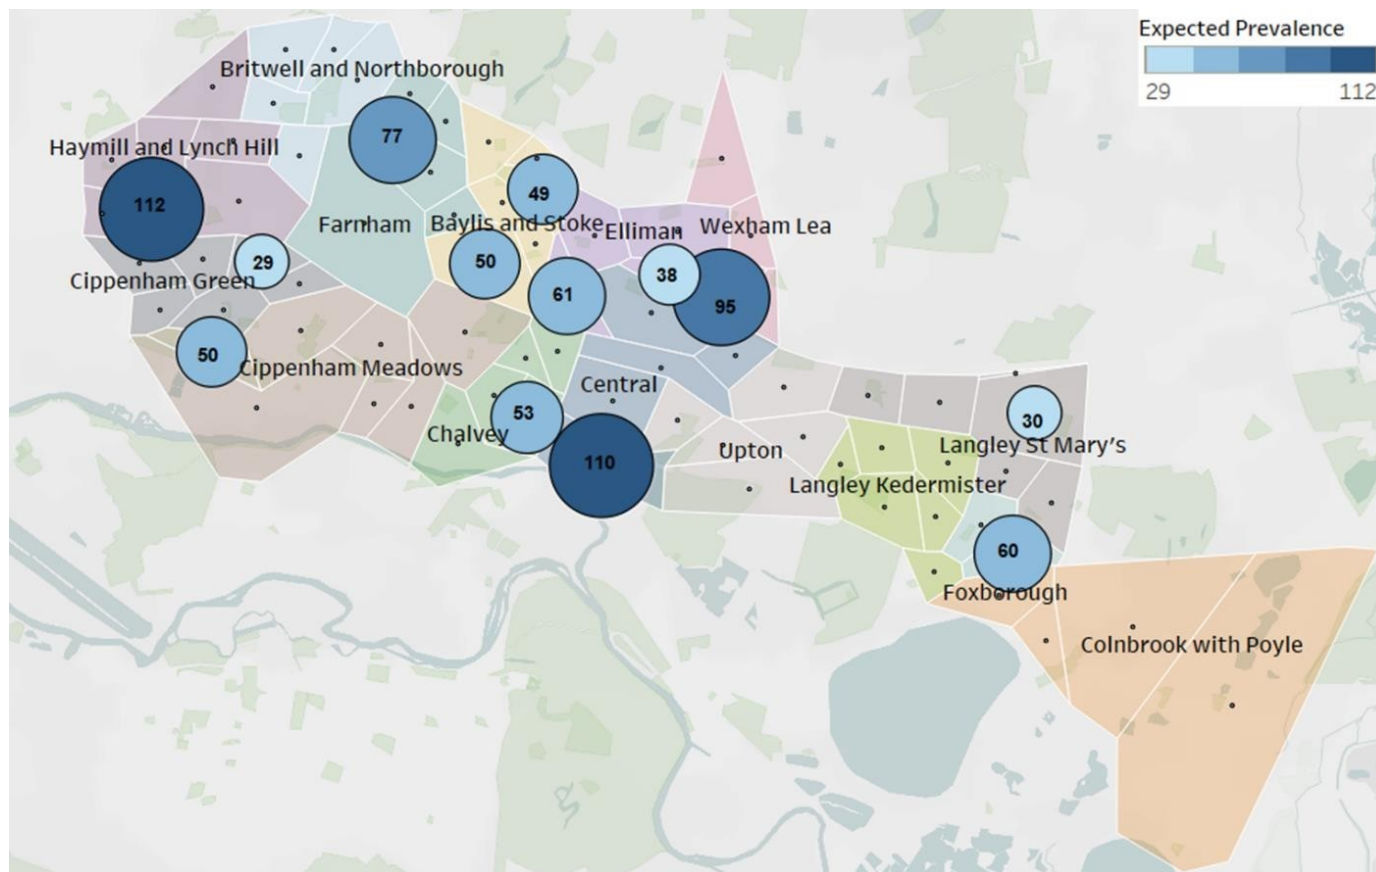 Expected Prevalence
29
112
Britwell and Northborough
77
Haymill and Lynch Hill
112
49
Farnham
Baylis and Stoke
Elliman
Wexham Lea
29
50
38
Cippenham Green
61
95
50
Cippenham Meadows
Central
53
30
Chalvey
Langley St Mary's
110
Upton
Langley Kedermister
60
Foxborough
Colnbrook with Poyle